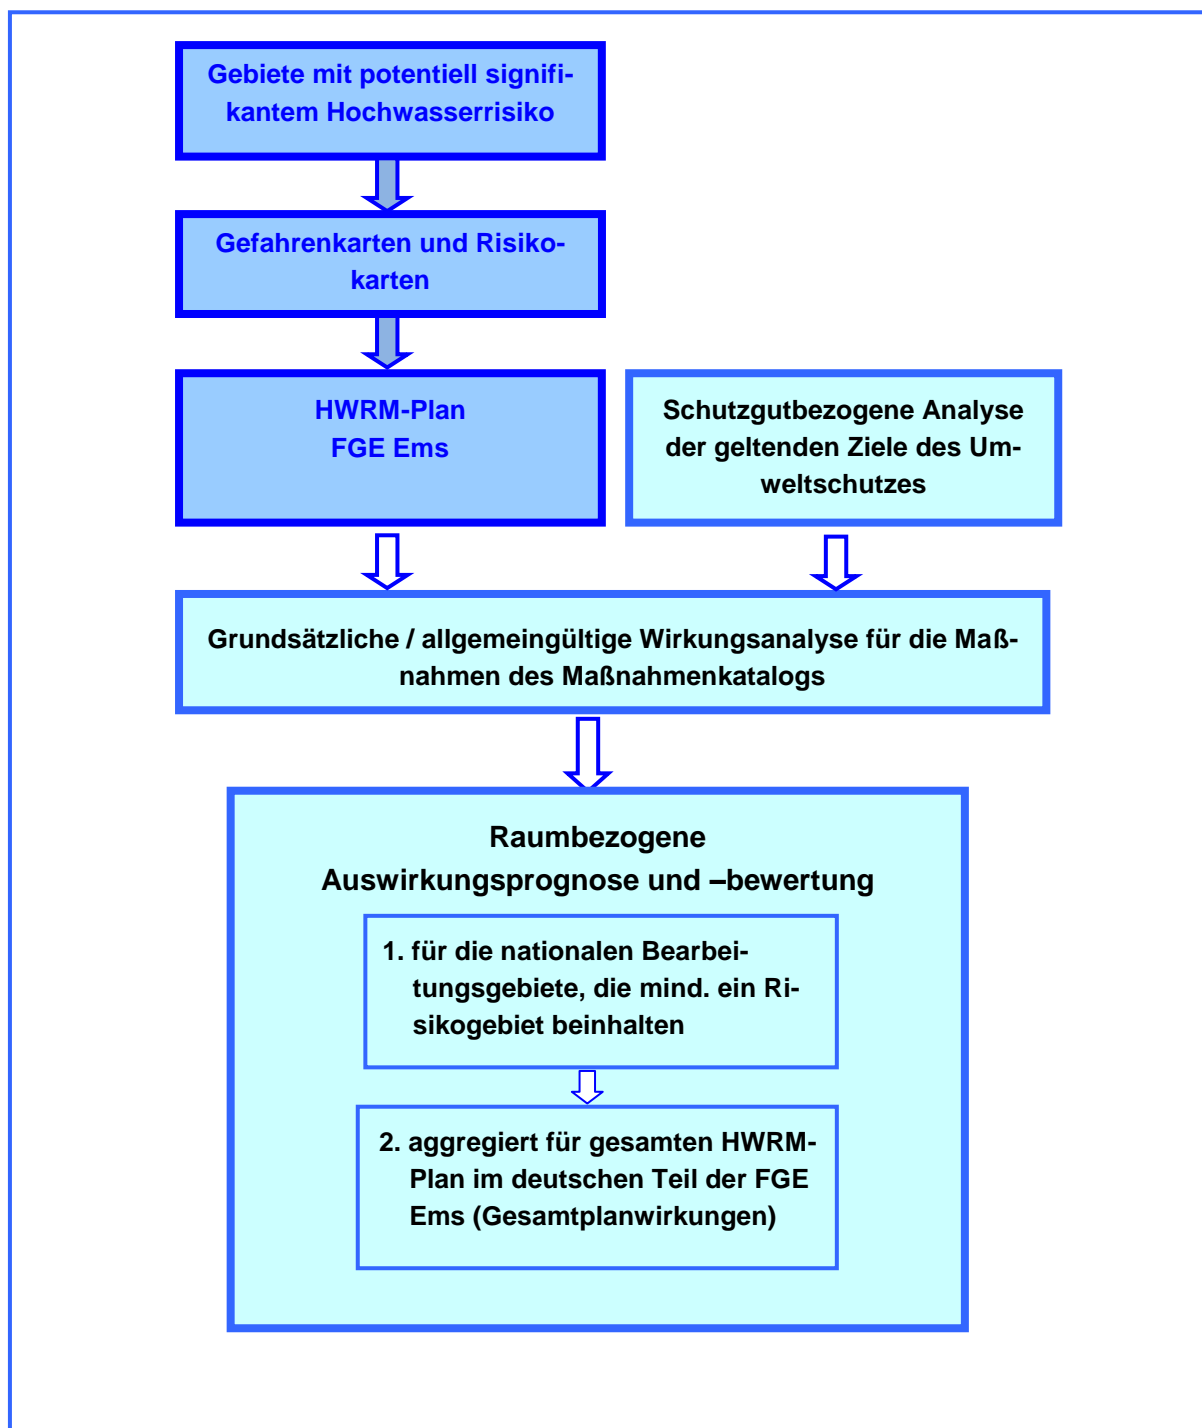 Gebiete mit potentiell signifi-
kantem Hochwasserrisiko
Gefahrenkarten und Risiko-
karten
HWRM-Plan
FGE Ems
Schutzgutbezogene Analyse
der geltenden Ziele des Um-
weltschutzes
Grundsätzliche / allgemeingültige Wirkungsanalyse für die Maß-
nahmen des Maßnahmenkatalogs
Raumbezogene
Auswirkungsprognose und –bewertung
1. für die nationalen Bearbei-
tungsgebiete, die mind. ein Ri-
sikogebiet beinhalten
2. aggregiert für gesamten HWRM-
Plan im deutschen Teil der FGE
Ems (Gesamtplanwirkungen)